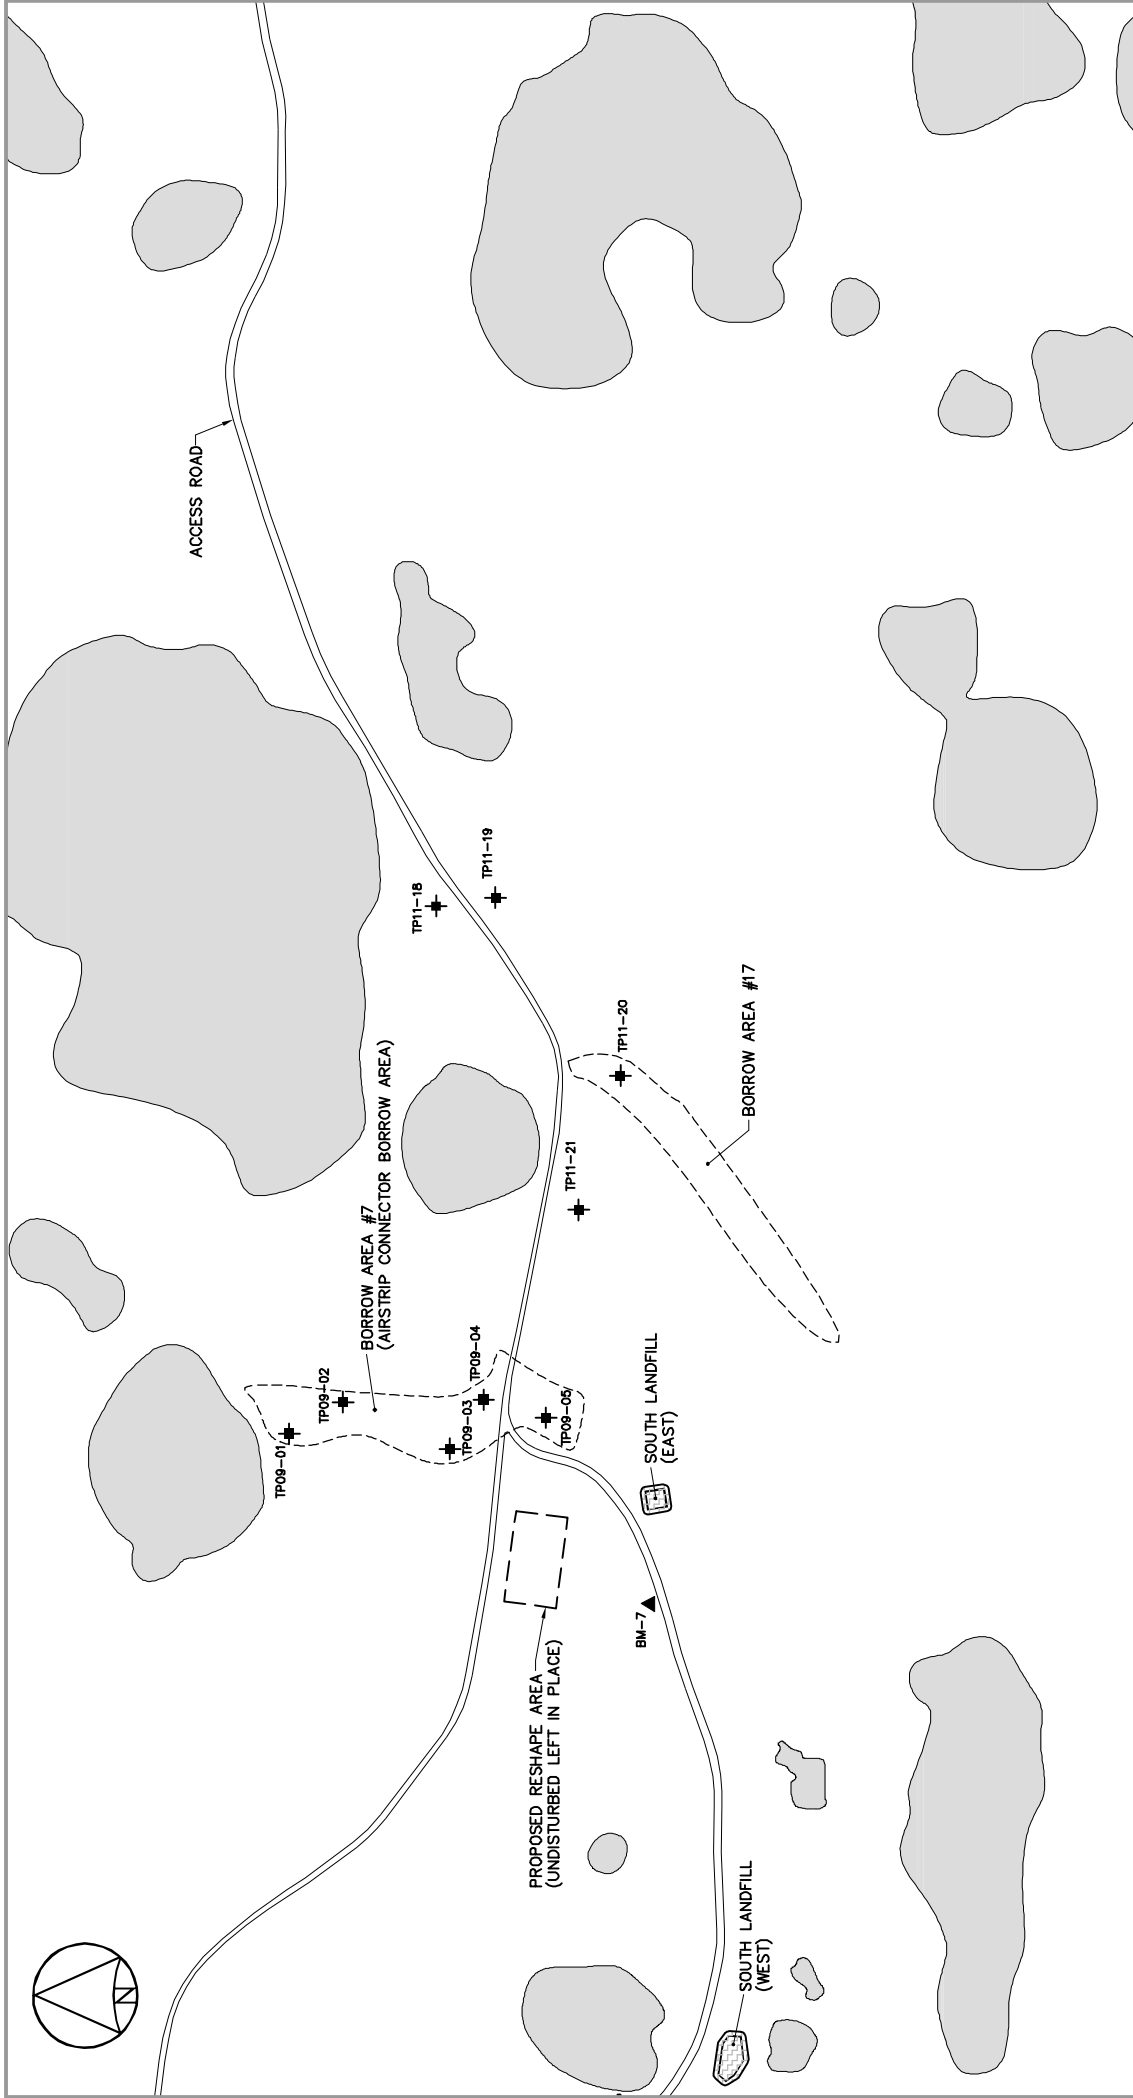 ACCESS ROAD
TP11-18
TP11-19
TP11-20
BORROW AREA #17
TP11-21
BORROW AREA #7
(AIRSTRIP CONNECTOR BORROW AREA)
TP09-04
TP09-02
TP09-03
TP09-05
TP09-01
SOUTH LANDFILL
(EAST)
BM-7
PROPOSED RESHAPE AREA
(UNDISTURBED LEFT IN PLACE)
SOUTH LANDFILL
(WEST)
N